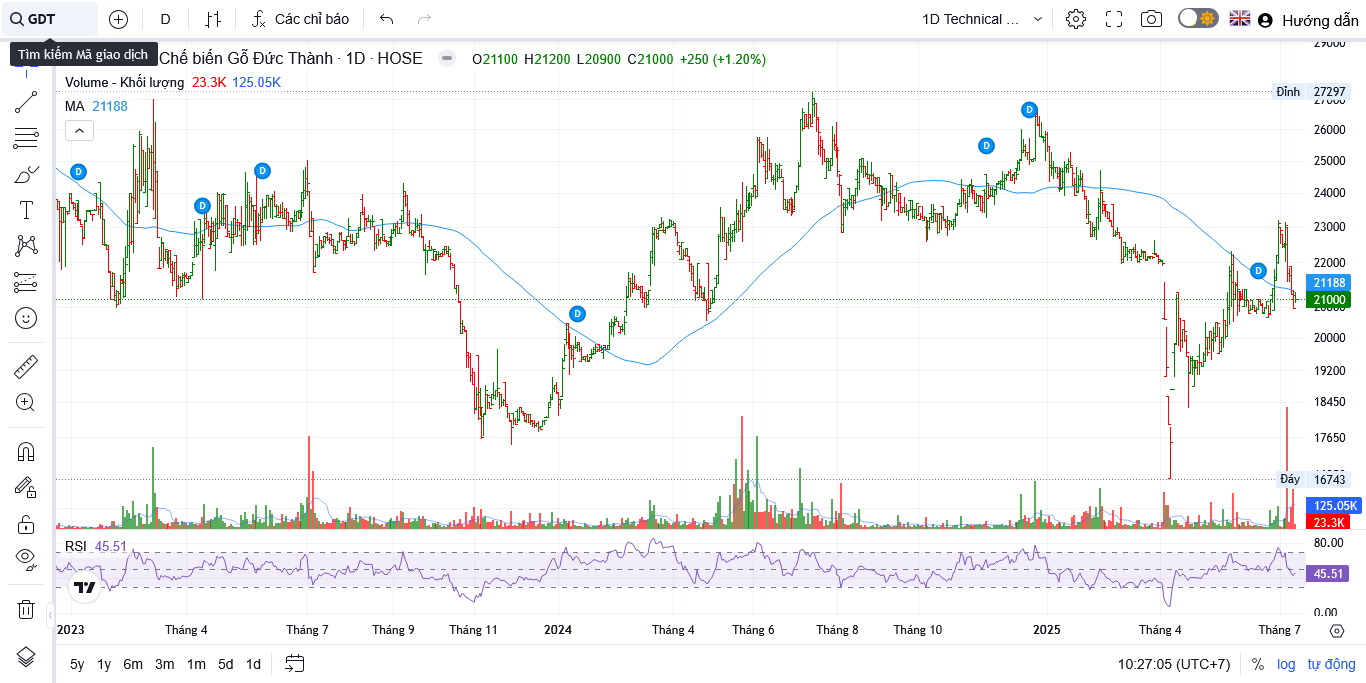 GDT
D
Các chỉ báo
1D Technical ...
Hướng dẫn
Tìm kiếm Mã giao dịch
Chế biến Gỗ Đức Thành · 1D · HOSE
O21100 H21200 L20900 C21000 +250 (+1.20%)
Volume - Khối lượng 23.3K 125.05K
MA 21188
29000
Đỉnh 27297
27000
26000
25000
24000
23000
22000
21188
21000
20000
19200
18450
17650
Đáy 16743
125.05K
23.3K
D
D
D
D
D
D
D
RSI 45.51
80.00
45.51
0.00
2023 Tháng 4 Tháng 7 Tháng 9 Tháng 11 2024 Tháng 4 Tháng 6 Tháng 8 Tháng 10 2025 Tháng 4 Tháng 7
5y 1y 6m 3m 1m 5d 1d
10:27:05 (UTC+7) % log tự động